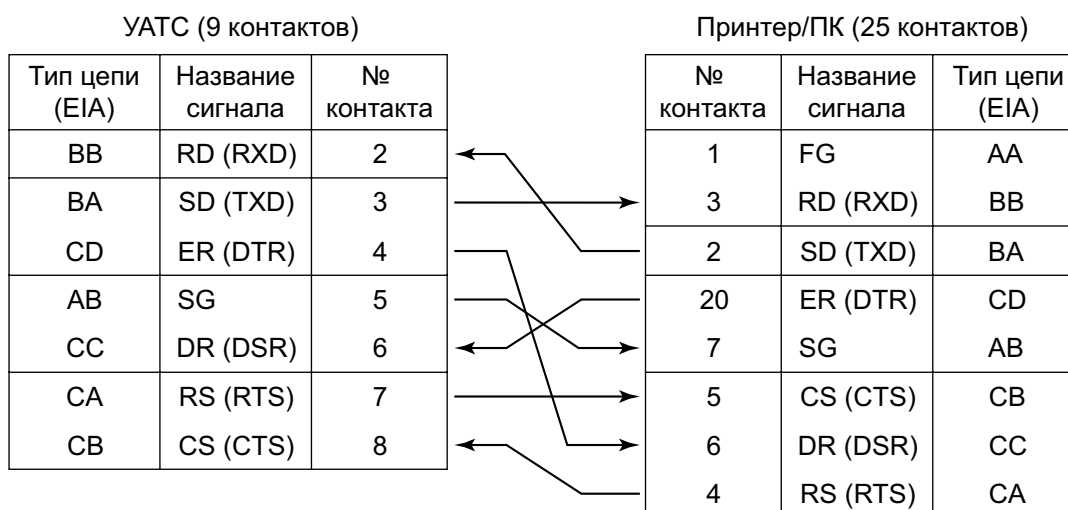 УАТС (9 контактов)
Тип цепи (EIA) Название сигнала № контакта
BB RD (RXD) 2
BA SD (TXD) 3
CD ER (DTR) 4
AB SG 5
CC DR (DSR) 6
CA RS (RTS) 7
CB CS (CTS) 8
Принтер/ПК (25 контактов)
№ контакта Название сигнала Тип цепи (EIA)
1 FG AA
3 RD (RXD) BB
2 SD (TXD) BA
20 ER (DTR) CD
7 SG AB
5 CS (CTS) CB
6 DR (DSR) CC
4 RS (RTS) CA